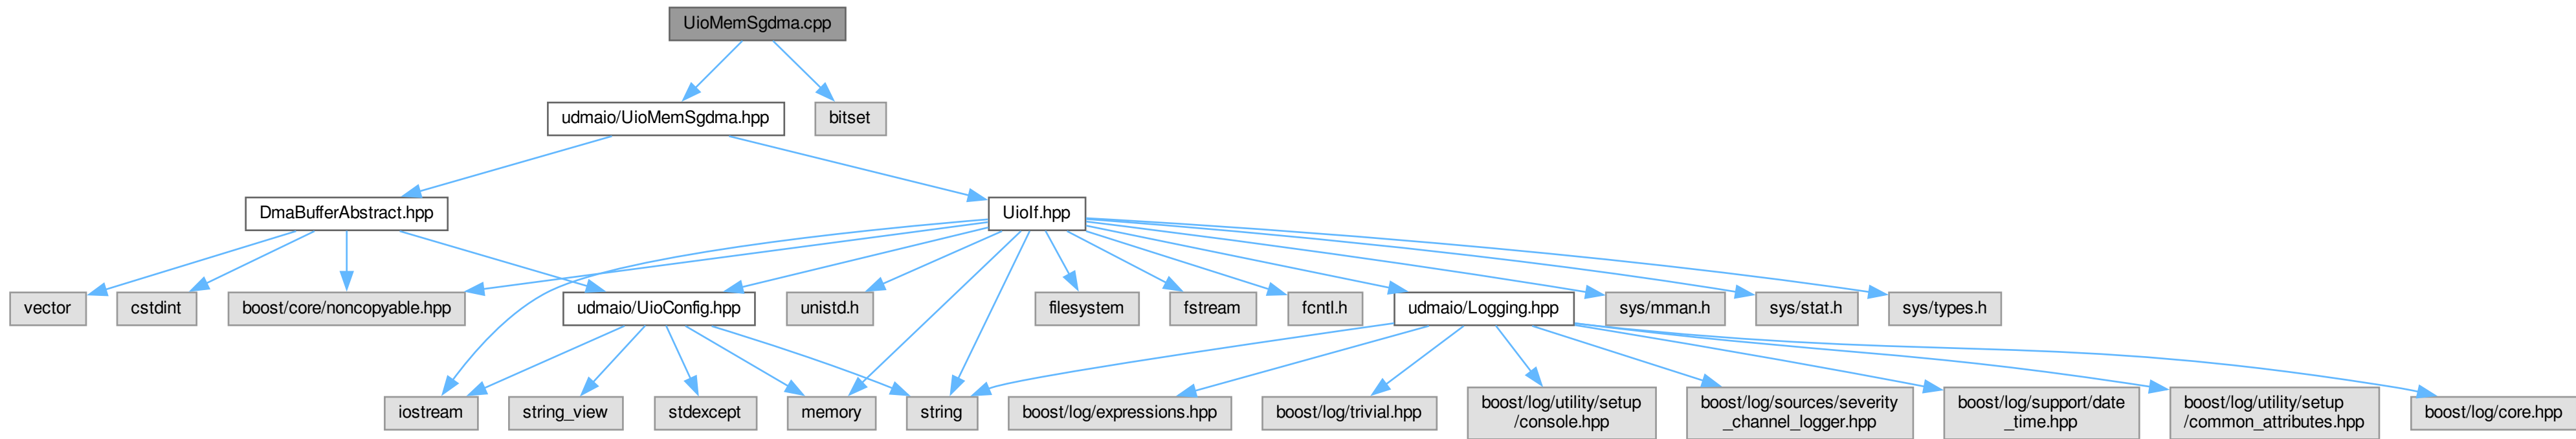 UioMemSgdma.cpp
udmaio/UioMemSgdma.hpp
bitset
DmaBufferAbstract.hpp
UioIf.hpp
vector
cstdint
boost/core/noncopyable.hpp
udmaio/UioConfig.hpp
unistd.h
filesystem
fstream
fcntl.h
udmaio/Logging.hpp
sys/mman.h
sys/stat.h
sys/types.h
iostream
string_view
stdexcept
memory
string
boost/log/expressions.hpp
boost/log/trivial.hpp
boost/log/utility/setup
/console.hpp
boost/log/sources/severity
_channel_logger.hpp
boost/log/support/date
_time.hpp
boost/log/utility/setup
/common_attributes.hpp
boost/log/core.hpp